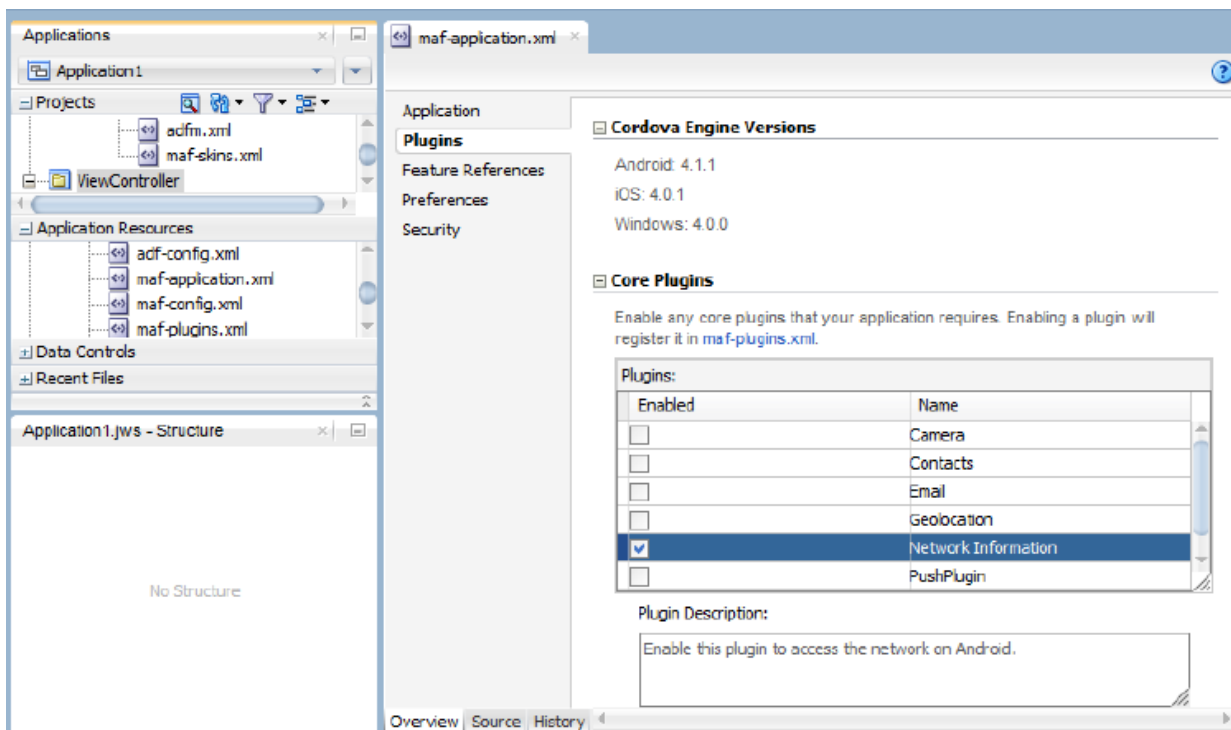 Applications
Application1
Projects
adfm.xml
maf-skins.xml
ViewController
Application Resources
adf-config.xml
maf-application.xml
maf-config.xml
maf-plugins.xml
Data Controls
Recent Files
Application1.jws - Structure
No Structure
maf-application.xml
Application
Plugins
Feature References
Preferences
Security
Cordova Engine Versions
Android: 4.1.1
iOS: 4.0.1
Windows: 4.0.0
Core Plugins
Enable any core plugins that your application requires. Enabling a plugin will
register it in maf-plugins.xml.
Plugins:
Enabled Name
Camera
Contacts
Email
Geolocation
Network Information
PushPlugin
Plugin Description:
Enable this plugin to access the network on Android.
Overview Source History